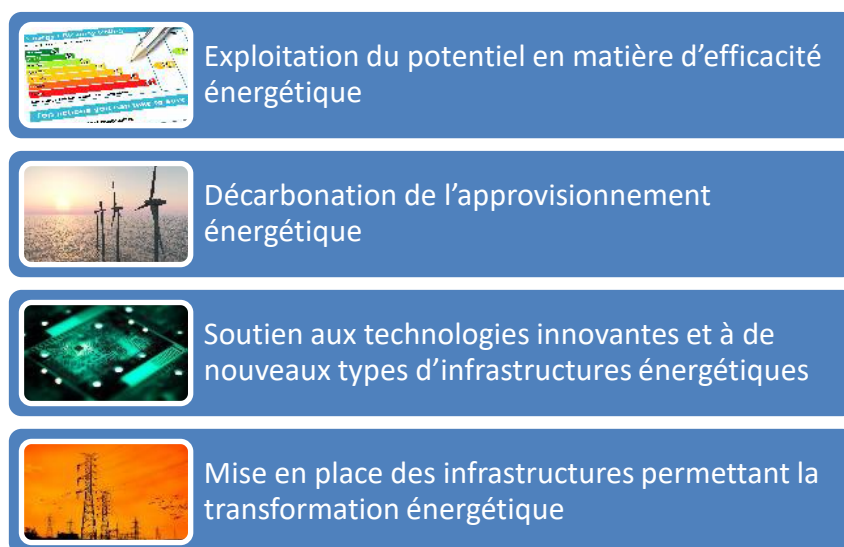 Exploitation du potentiel en matière d’efficacité
énergétique
Décarbonation de l’approvisionnement
énergétique
Soutien aux technologies innovantes et à de
nouveaux types d’infrastructures énergétiques
Mise en place des infrastructures permettant la
transformation énergétique